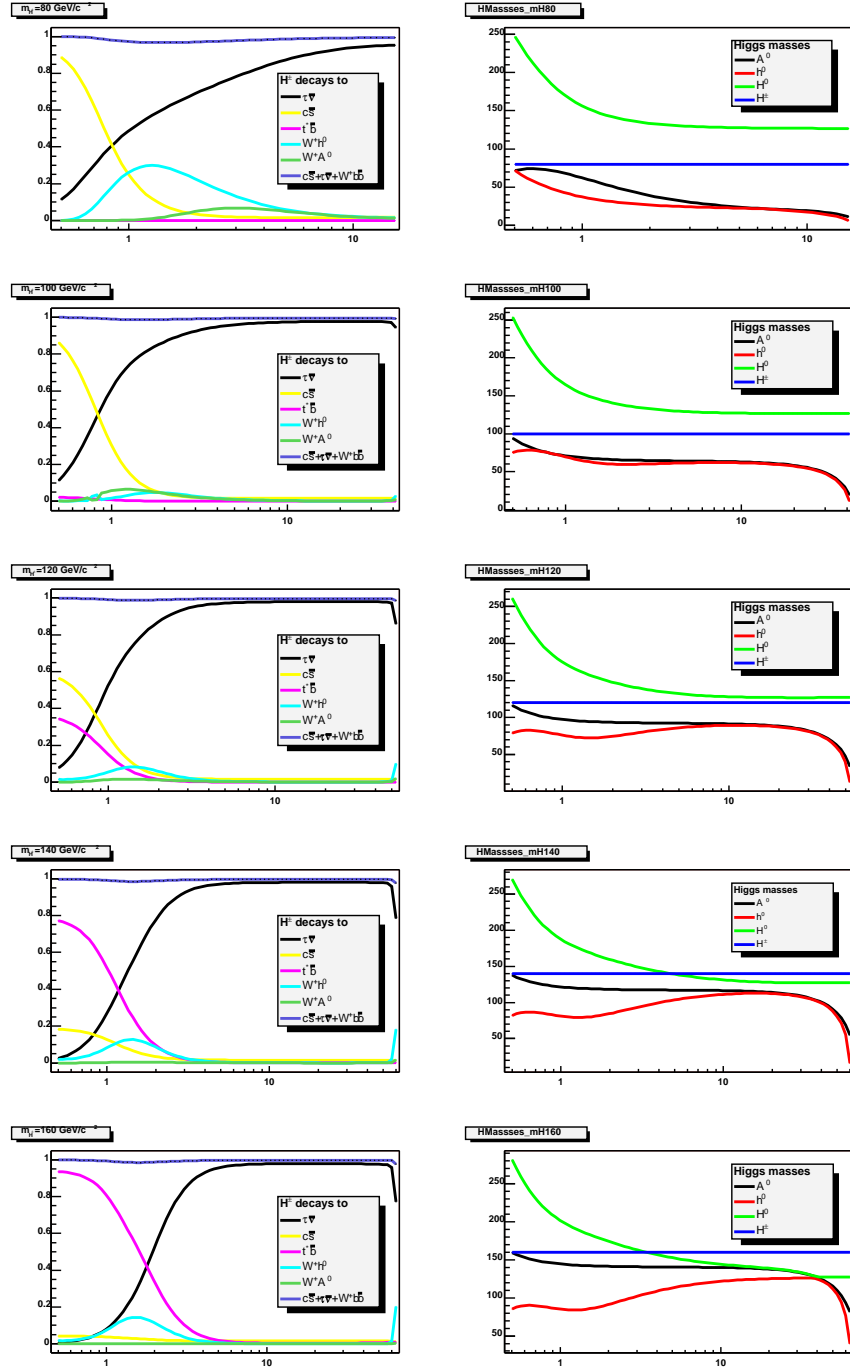 m_H=80 GeV/c²
1
0.8
0.6
0.4
0.2
0
1
10
H± decays to
τν̅
cs̅
t*b̅
W⁺h⁰
W⁺A⁰
cs̅+τν̅+W⁺bb̅
HMassses_mH80
250
200
150
100
50
0
1
10
Higgs masses
A⁰
h⁰
H⁰
H±
m_H=100 GeV/c²
1
0.8
0.6
0.4
0.2
0
1
10
H± decays to
τν̅
cs̅
t*b̅
W⁺h⁰
W⁺A⁰
cs̅+τν̅+W⁺bb̅
HMassses_mH100
250
200
150
100
50
0
1
10
Higgs masses
A⁰
h⁰
H⁰
H±
m_H=120 GeV/c²
1
0.8
0.6
0.4
0.2
0
1
10
H± decays to
τν̅
cs̅
t*b̅
W⁺h⁰
W⁺A⁰
cs̅+τν̅+W⁺bb̅
HMassses_mH120
250
200
150
100
50
0
1
10
Higgs masses
A⁰
h⁰
H⁰
H±
m_H=140 GeV/c²
1
0.8
0.6
0.4
0.2
0
1
10
H± decays to
τν̅
cs̅
t*b̅
W⁺h⁰
W⁺A⁰
cs̅+τν̅+W⁺bb̅
HMassses_mH140
250
200
150
100
50
1
10
Higgs masses
A⁰
h⁰
H⁰
H±
m_H=160 GeV/c²
1
0.8
0.6
0.4
0.2
0
1
10
H± decays to
τν̅
cs̅
t*b̅
W⁺h⁰
W⁺A⁰
cs̅+τν̅+W⁺bb̅
HMassses_mH160
250
200
150
100
50
1
10
Higgs masses
A⁰
h⁰
H⁰
H±